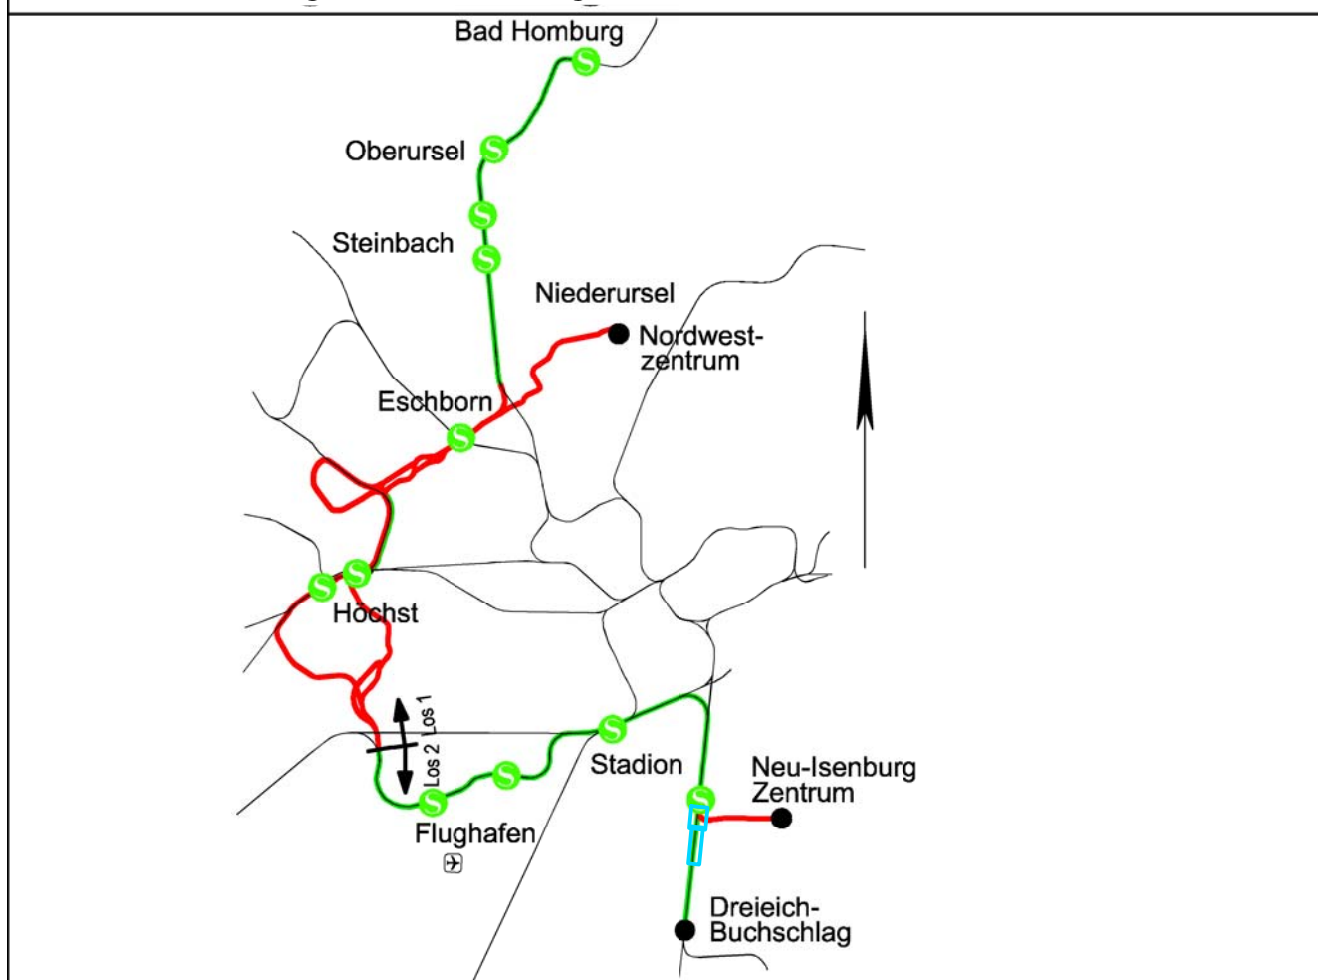 Bad Homburg
S
Oberursel
S
S
Steinbach
S
Niederursel
Nordwest-
zentrum
Eschborn
S
S
S
Höchst
Los 1
Los 2
S
Stadion
S
S
Flughafen
Neu-Isenburg
Zentrum
S
Dreieich-
Buchschlag